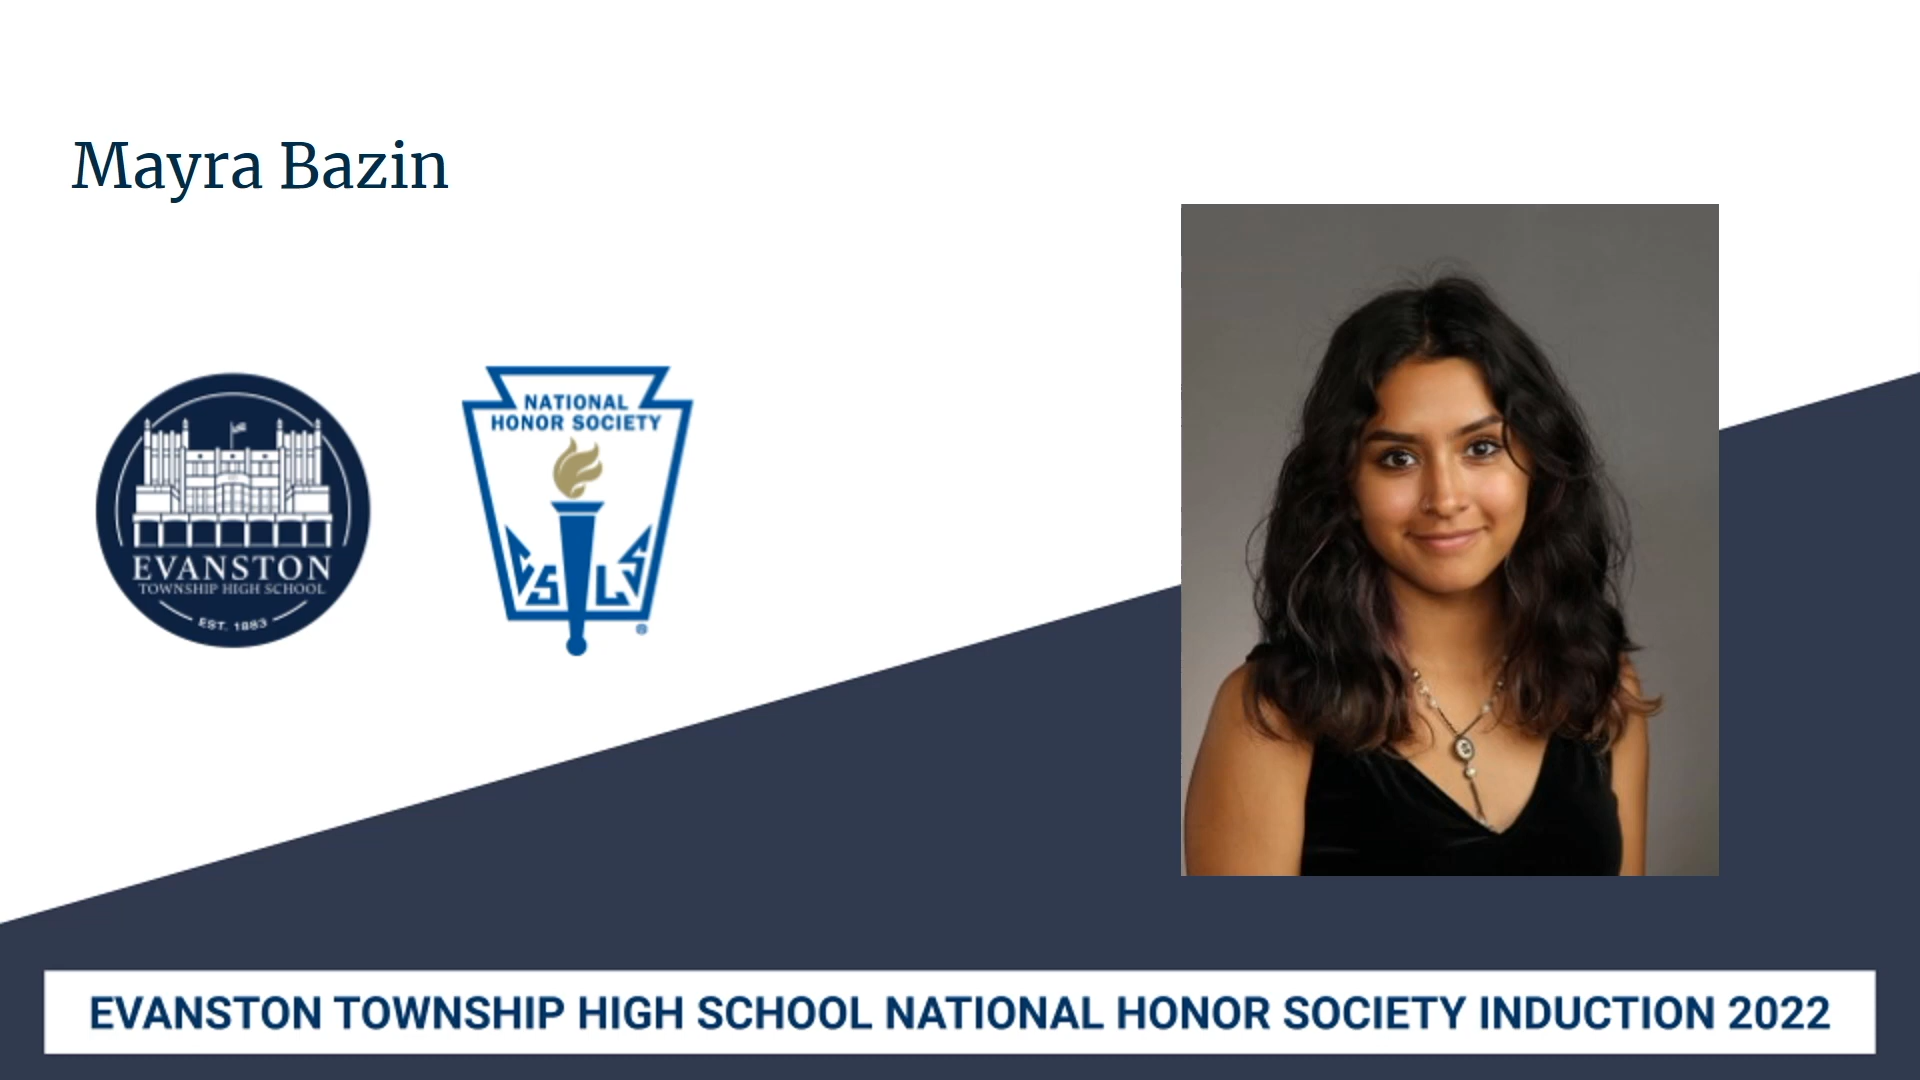 Mayra Bazin
EVANSTON
TOWNSHIP HIGH SCHOOL
EST. 1883
NATIONAL
HONOR SOCIETY
C S L S
®
EVANSTON TOWNSHIP HIGH SCHOOL NATIONAL HONOR SOCIETY INDUCTION 2022